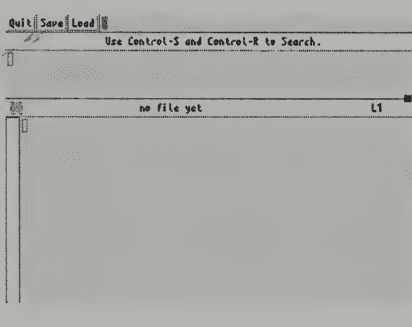 Quit Save Load
Use Control-S and Control-R to Search.
no file yet L1